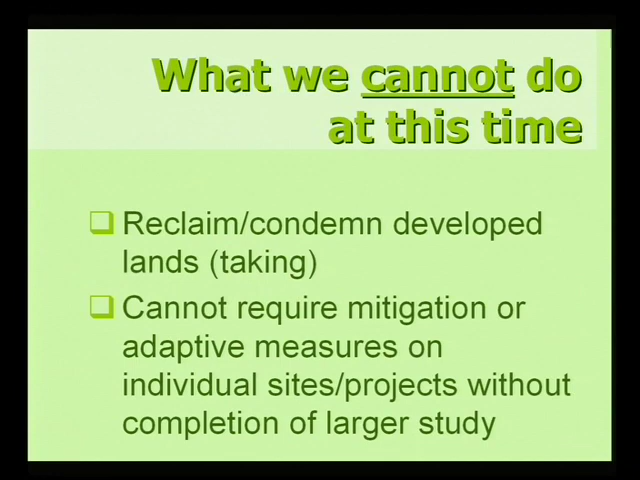 What we cannot do
at this time
Reclaim/condemn developed
lands (taking)
Cannot require mitigation or
adaptive measures on
individual sites/projects without
completion of larger study